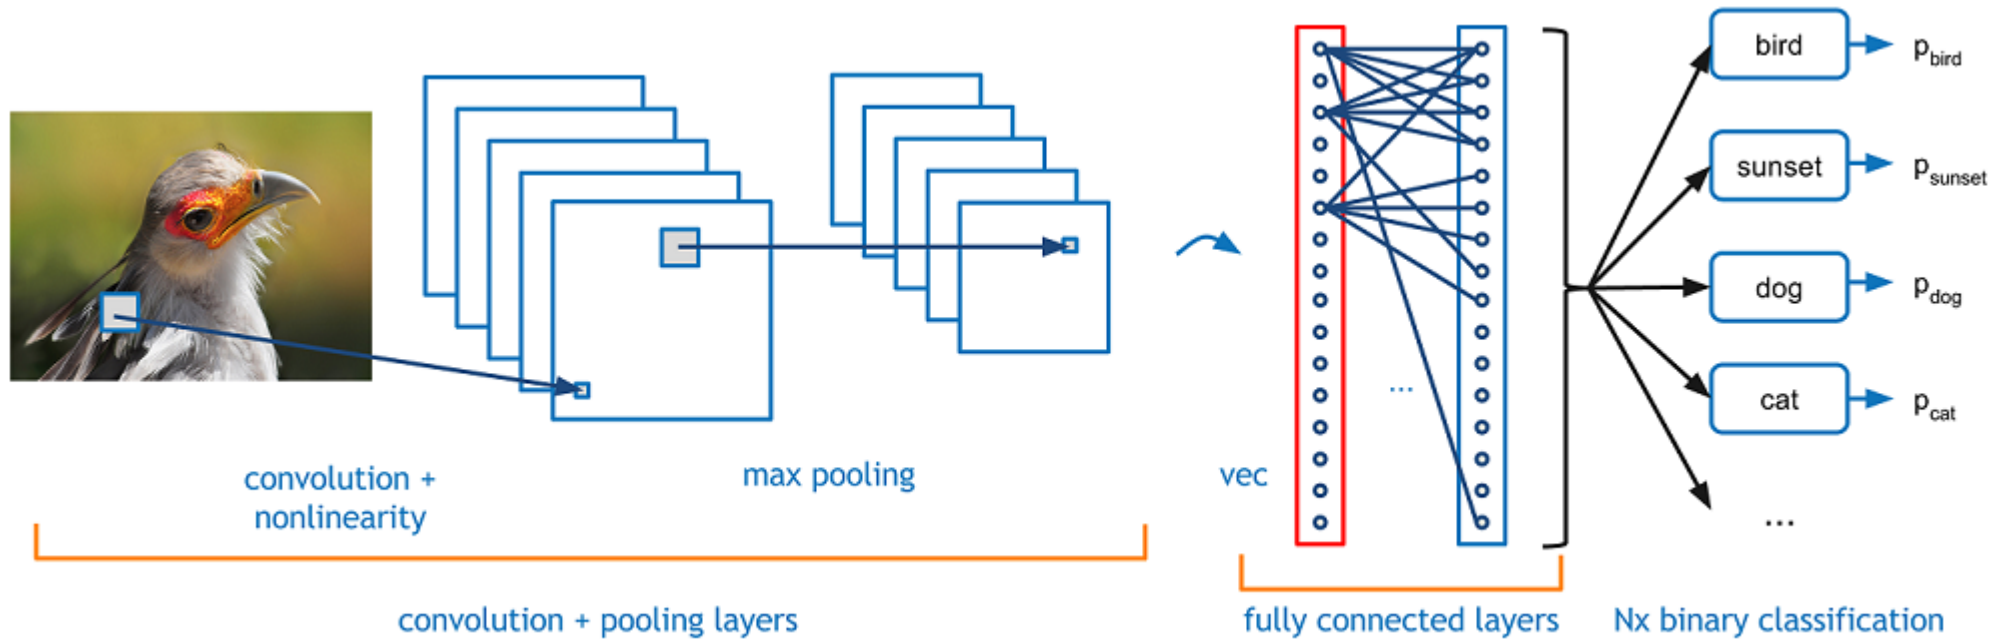 bird
p_bird
sunset
p_sunset
dog
p_dog
cat
p_cat
...
...
convolution +
nonlinearity
max pooling
vec
convolution + pooling layers
fully connected layers
Nx binary classification